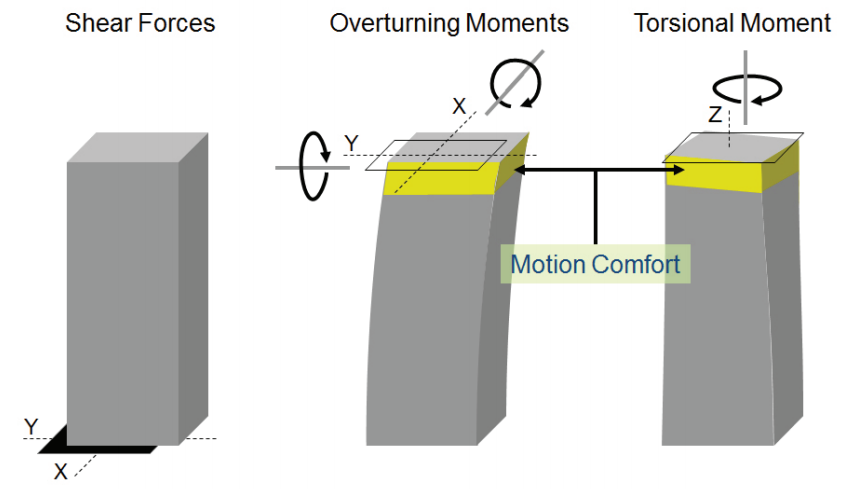 Shear Forces
Overturning Moments
Torsional Moment
X
Y
Z
Motion Comfort
Y
X